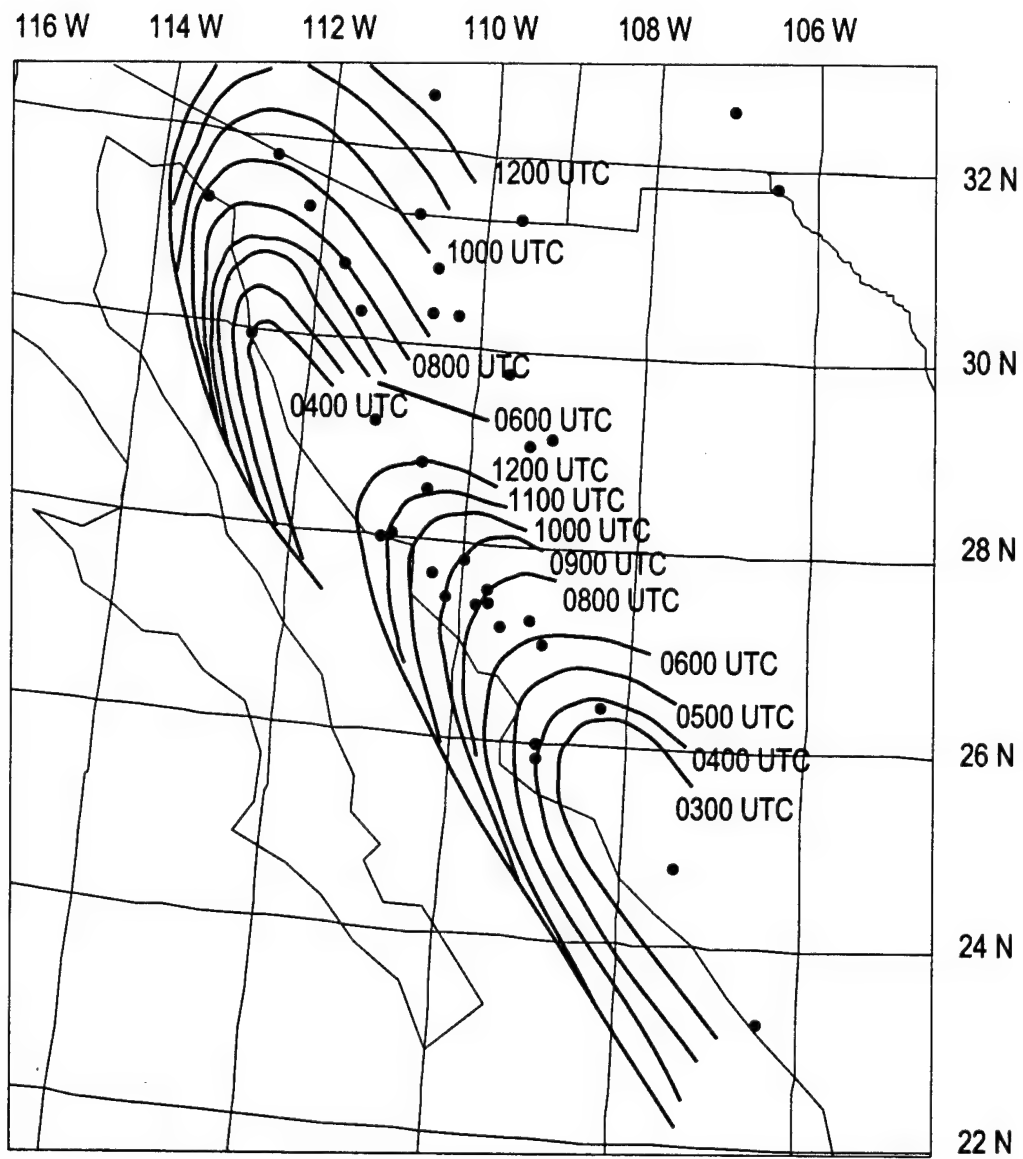 116 W 114 W 112 W 110 W 108 W 106 W
1200 UTC
32 N
1000 UTC
0800 UTC
30 N
0400 UTC
0600 UTC
1200 UTC
1100 UTC
1000 UTC
28 N
0900 UTC
0800 UTC
0600 UTC
0500 UTC
0400 UTC
26 N
0300 UTC
24 N
22 N